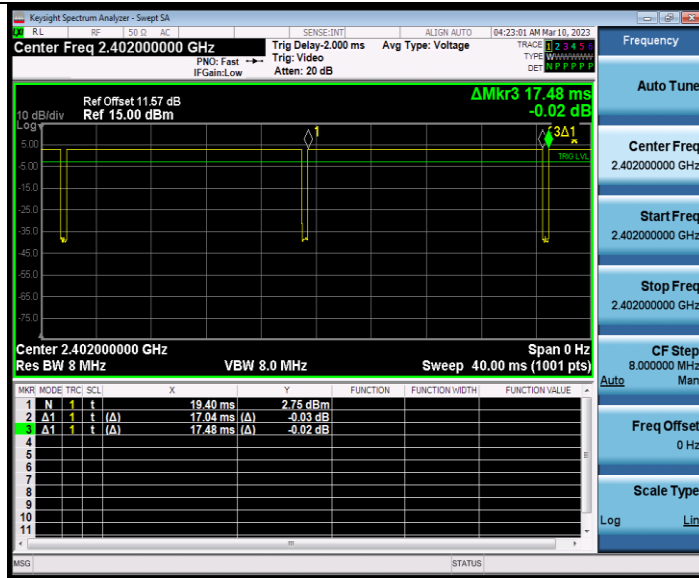 Keysight Spectrum Analyzer - Swept SA
RL RF 50 Ω AC SENSE:INT ALIGN AUTO 04:23:01 AM Mar 10, 2023
Center Freq 2.402000000 GHz
PNO: Fast
IFGain:Low
Trig Delay-2.000 ms
Trig: Video
Atten: 20 dB
Avg Type: Voltage
TRACE 1 2 3 4 5 6
TYPE WWWWWW
DET N P P P P P
Frequency
Auto Tune
Center Freq
2.402000000 GHz
Start Freq
2.402000000 GHz
Stop Freq
2.402000000 GHz
CF Step
8.000000 MHz
Auto Man
Freq Offset
0 Hz
Scale Type
Log Lin
ΔMkr3 17.48 ms
-0.02 dB
Ref Offset 11.57 dB
10 dB/div Ref 15.00 dBm
Log
1
3Δ1
TRIG LVL
5.00
-5.00
-15.0
-25.0
-35.0
-45.0
-55.0
-65.0
-75.0
Center 2.402000000 GHz Span 0 Hz
Res BW 8 MHz VBW 8.0 MHz Sweep 40.00 ms (1001 pts)
MKR MODE TRC SCL X Y FUNCTION FUNCTION WIDTH FUNCTION VALUE
1 N 1 t 19.40 ms 2.75 dBm
2 Δ1 1 t (Δ) 17.04 ms (Δ) -0.03 dB
3 Δ1 1 t (Δ) 17.48 ms (Δ) -0.02 dB
4
5
6
7
8
9
10
11
MSG STATUS